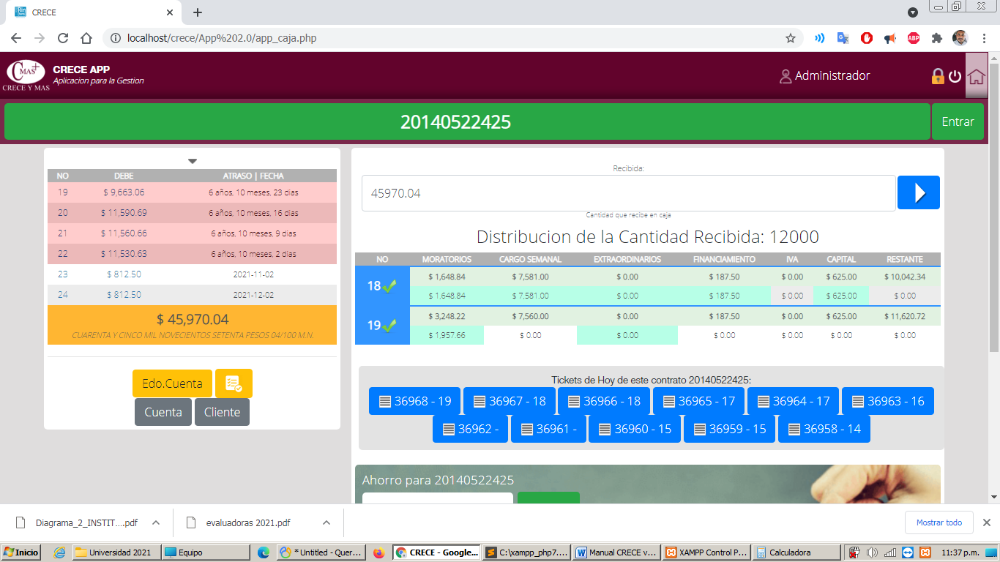 CRECE
localhost/crece/App%202.0/app_caja.php
ABP
CMAS+
CRECE Y MAS
CRECE APP
Aplicacion para la Gestion
Administrador
20140522425
Entrar
NO DEBE ATRASO | FECHA
19 $ 9,663.06 6 años, 10 meses, 23 dias
20 $ 11,590.69 6 años, 10 meses, 16 dias
21 $ 11,560.66 6 años, 10 meses, 9 dias
22 $ 11,530.63 6 años, 10 meses, 2 dias
23 $ 812.50 2021-11-02
24 $ 812.50 2021-12-02
$ 45,970.04
CUARENTA Y CINCO MIL NOVECIENTOS SETENTA PESOS 04/100 M.N.
Edo.Cuenta
Cuenta Cliente
Recibida:
45970.04
Cantidad que recibe en caja
Distribucion de la Cantidad Recibida: 12000
NO MORATORIOS CARGO SEMANAL EXTRAORDINARIOS FINANCIAMIENTO IVA CAPITAL RESTANTE
18 $ 1,648.84 $ 7,581.00 $ 0.00 $ 187.50 $ 0.00 $ 625.00 $ 10,042.34
$ 1,648.84 $ 7,581.00 $ 0.00 $ 187.50 $ 0.00 $ 625.00 $ 0.00
19 $ 3,248.22 $ 7,560.00 $ 0.00 $ 187.50 $ 0.00 $ 625.00 $ 11,620.72
$ 1,957.66 $ 0.00 $ 0.00 $ 0.00 $ 0.00 $ 0.00 $ 0.00
Tickets de Hoy de este contrato 20140522425:
36968 - 19 36967 - 18 36966 - 18 36965 - 17 36964 - 17 36963 - 16
36962 - 36961 - 36960 - 15 36959 - 15 36958 - 14
Ahorro para 20140522425
Diagrama_2_INSTIT....pdf evaluadoras 2021.pdf Mostrar todo
Inicio Universidad 2021 Equipo * Untitled - Quer... CRECE - Google... C:\xampp_php7.... Manual CRECE v... XAMPP Control P... Calculadora 11:37 p.m.